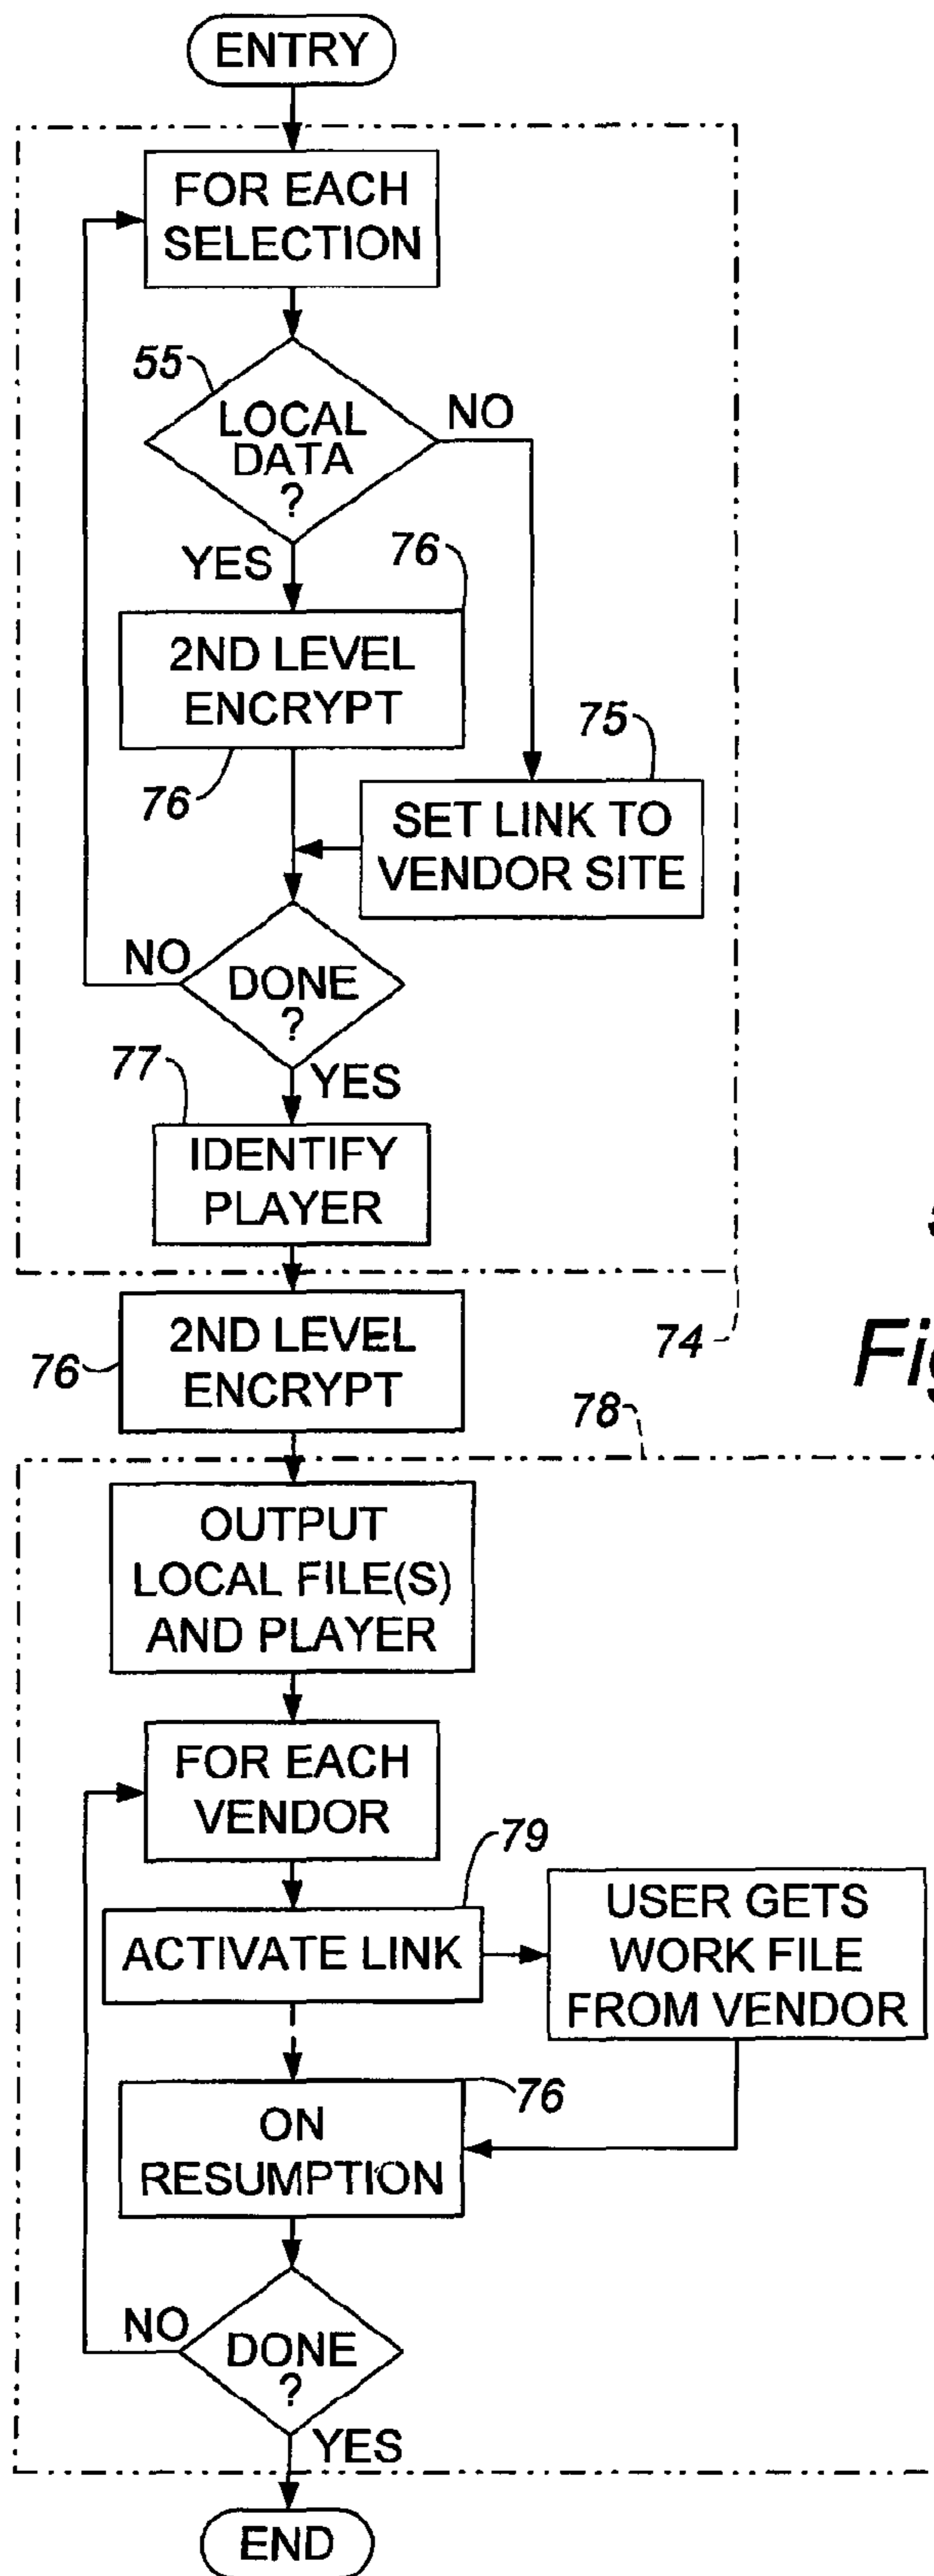 ENTRY
FOR EACH
SELECTION
55
LOCAL
DATA
?
NO
YES
76
2ND LEVEL
ENCRYPT
76
75
SET LINK TO
VENDOR SITE
NO
DONE
?
YES
77
IDENTIFY
PLAYER
74
76
2ND LEVEL
ENCRYPT
Fig
78
OUTPUT
LOCAL FILE(S)
AND PLAYER
FOR EACH
VENDOR
79
ACTIVATE LINK
USER GETS
WORK FILE
FROM VENDOR
76
ON
RESUMPTION
NO
DONE
?
YES
END